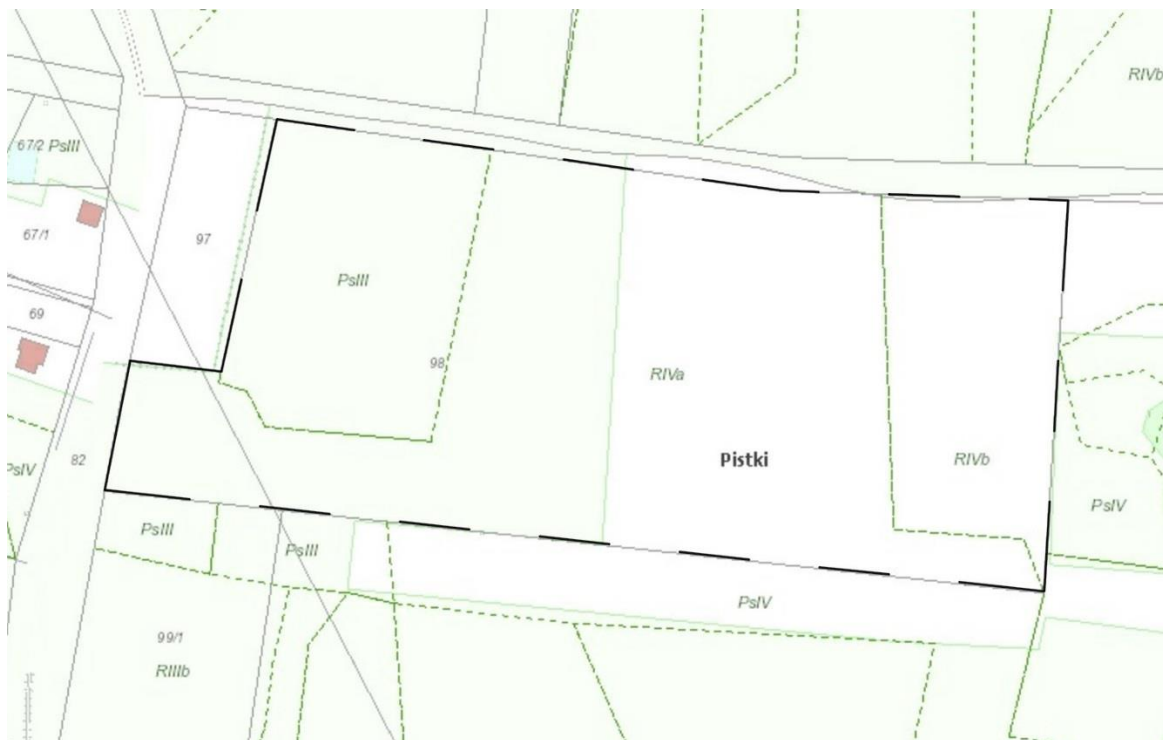 RIVb
67/2 PsIII
67/1
97
PsIII
69
98
RIVa
Pistki
RIVb
82
PsIV
PsIV
PsIII
PsIII
PsIV
99/1
RIIIb